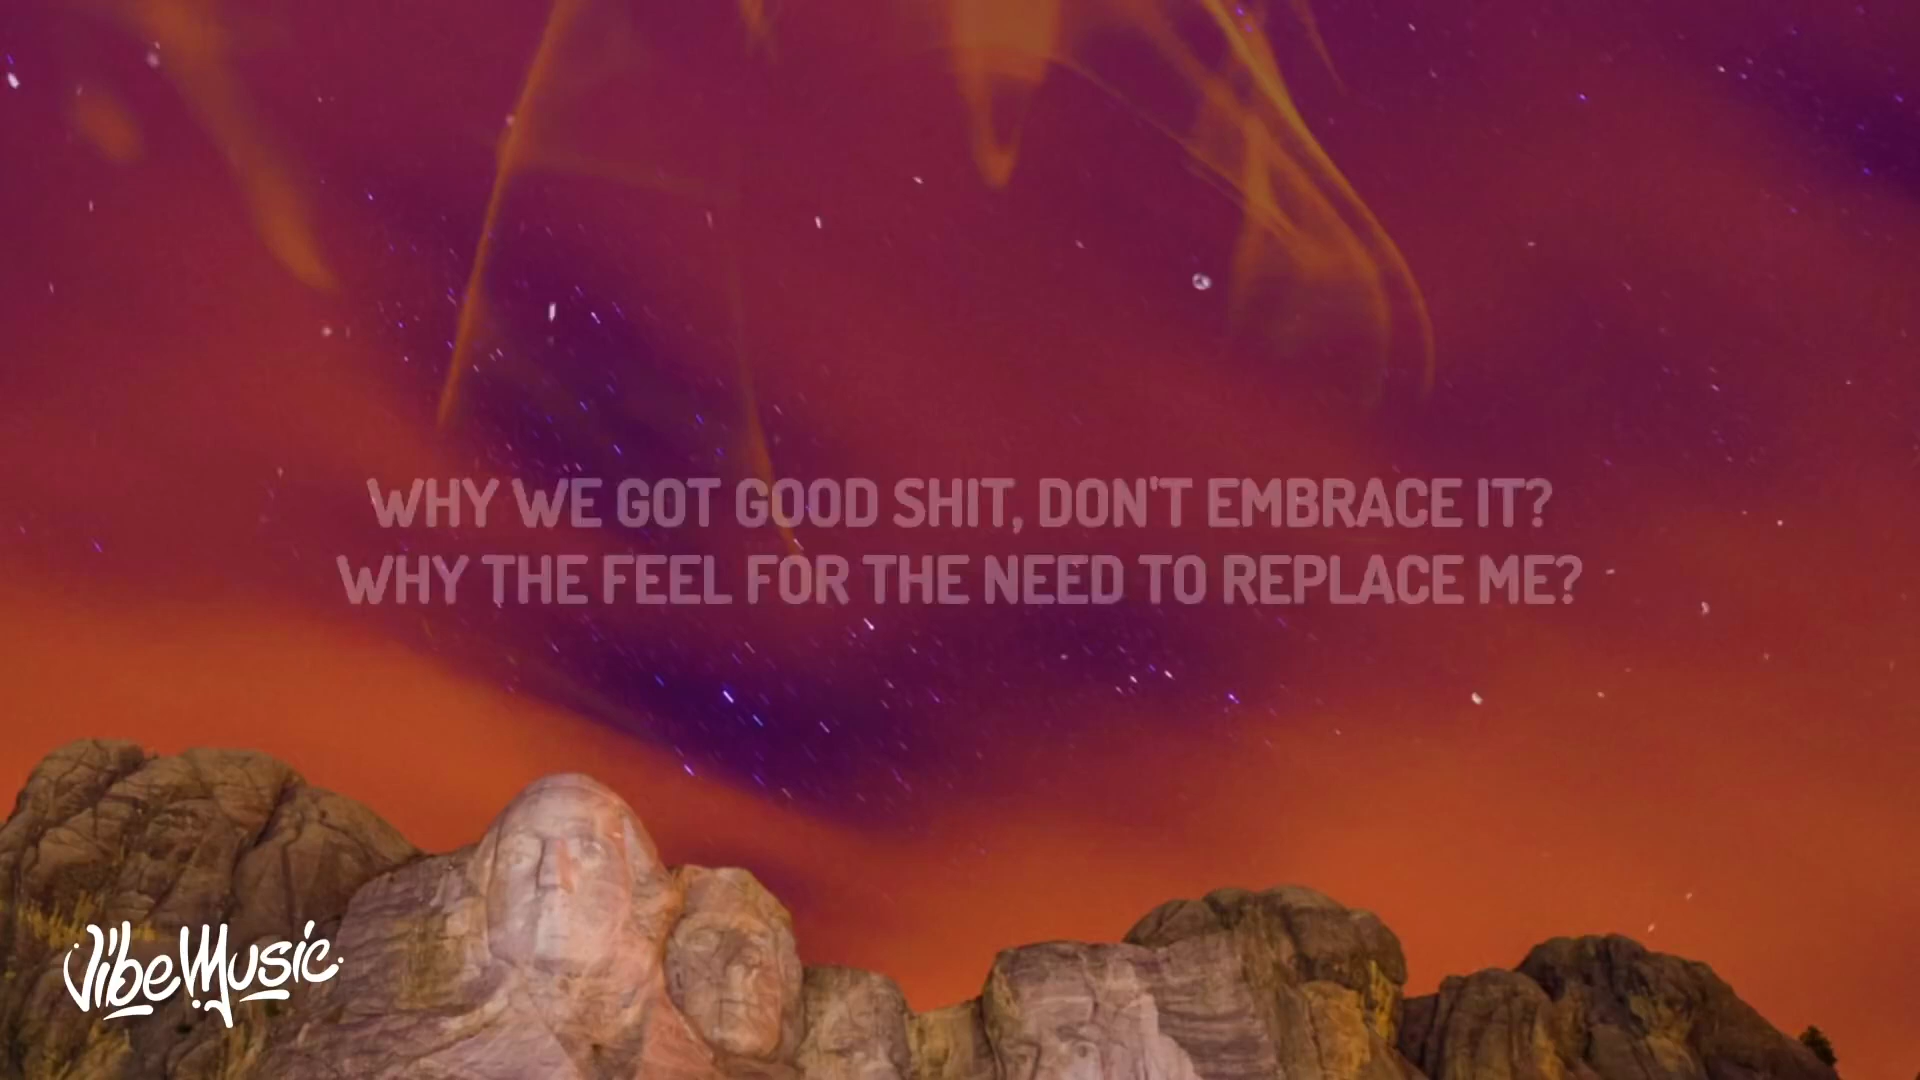 WHY WE GOT GOOD SHIT, DON'T EMBRACE IT?
WHY THE FEEL FOR THE NEED TO REPLACE ME?
VibeMusic